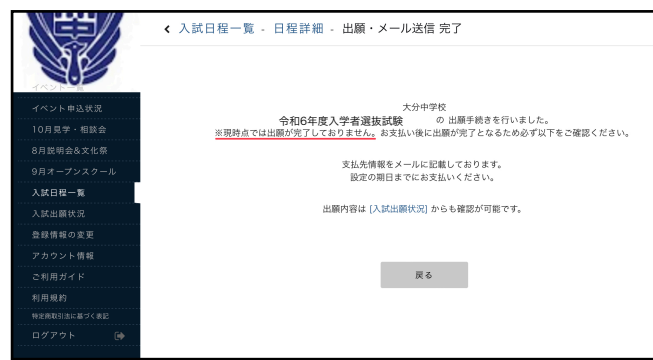 中
イベント一覧
イベント申込状況
10月見学・相談会
8月説明会&文化祭
9月オープンスクール
入試日程一覧
入試出願状況
登録情報の変更
アカウント情報
ご利用ガイド
利用規約
特定商取引法に基づく表記
ログアウト
入試日程一覧 - 日程詳細 - 出願・メール送信 完了
大分中学校
令和6年度入学者選抜試験 の 出願手続きを行いました。
※現時点では出願が完了しておりません。お支払い後に出願が完了となるため必ず以下をご確認ください。
支払先情報をメールに記載しております。
設定の期日までにお支払いください。
出願内容は [入試出願状況] からも確認が可能です。
戻る